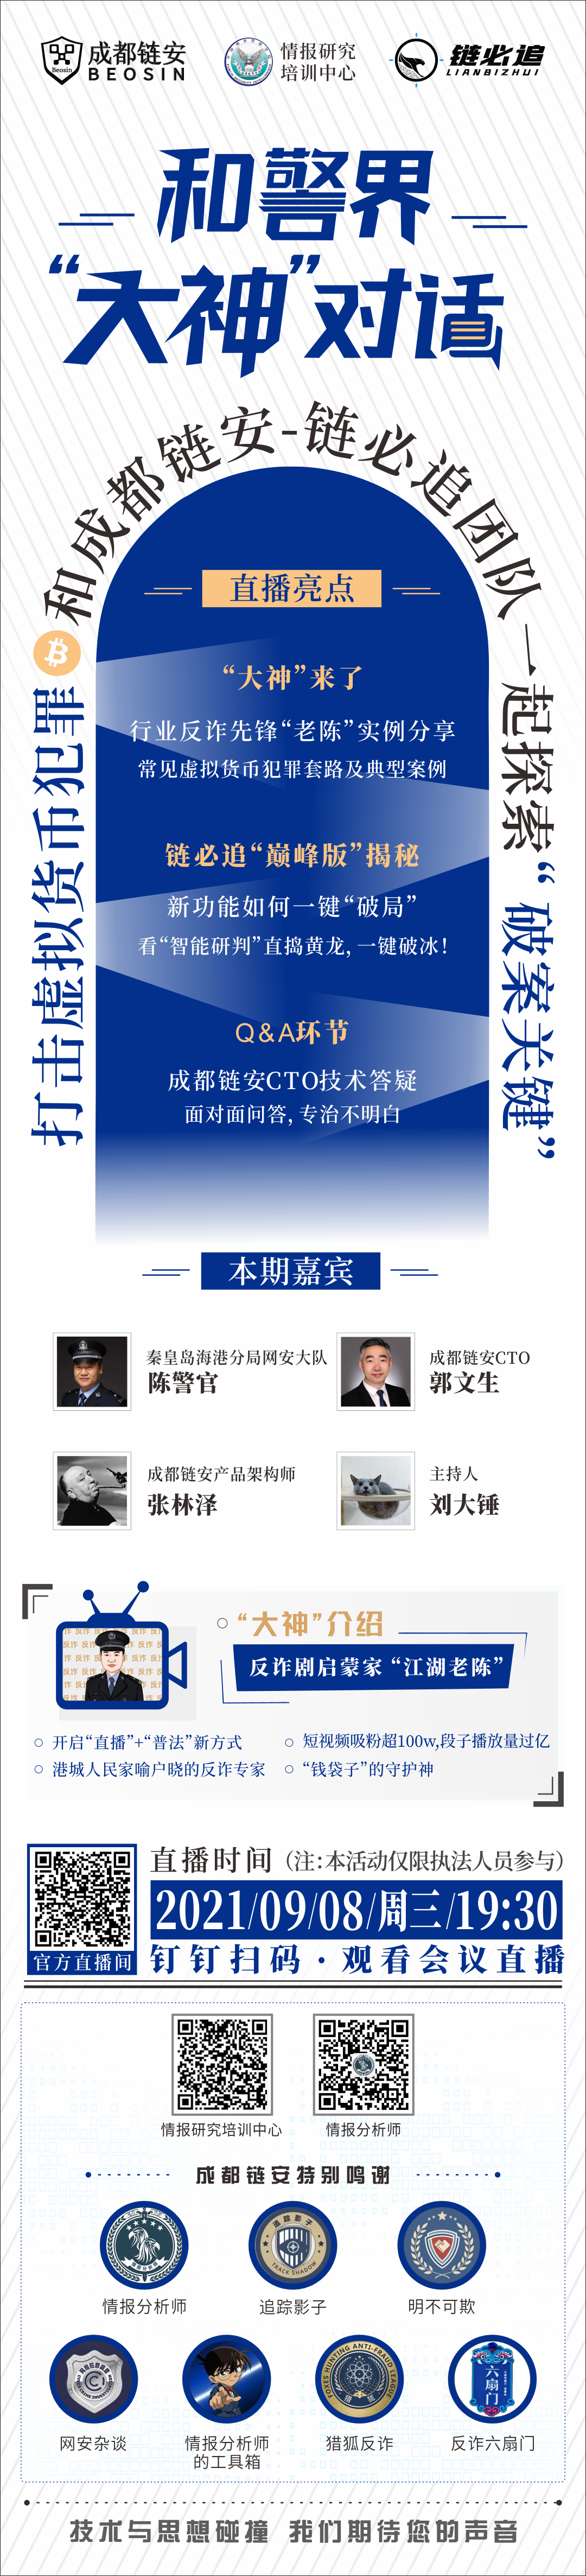 成都链安
BEOSIN
Beosin
情报研究
培训中心
链必追
LIANBIZHUI
和警界
“大神”对话
打击虚拟货币犯罪
和成都链安-链必追团队
一起探索“破案关键”
直播亮点
“大神”来了
行业反诈先锋“老陈”实例分享
常见虚拟货币犯罪套路及典型案例
链必追“巅峰版”揭秘
新功能如何一键“破局”
看“智能研判”直捣黄龙,一键破冰!
Q&A环节
成都链安CTO技术答疑
面对面问答,专治不明白
本期嘉宾
秦皇岛海港分局网安大队
陈警官
成都链安CTO
郭文生
成都链安产品架构师
张林泽
主持人
刘大锤
“大神”介绍
反诈剧启蒙家“江湖老陈”
开启“直播”+“普法”新方式
短视频吸粉超100w,段子播放量过亿
港城人民家喻户晓的反诈专家
“钱袋子”的守护神
直播时间(注:本活动仅限执法人员参与)
2021/09/08/周三/19:30
官方直播间
钉钉扫码·观看会议直播
情报研究培训中心
情报分析师
成都链安特别鸣谢
追踪影子
TRACK SHADOW
情报分析师
追踪影子
明不可欺
FOXES HUNTING ANTI-FRAUD LEAGUE
六扇门
网安杂谈
情报分析师
的工具箱
猎狐反诈
反诈六扇门
技术与思想碰撞 我们期待您的声音